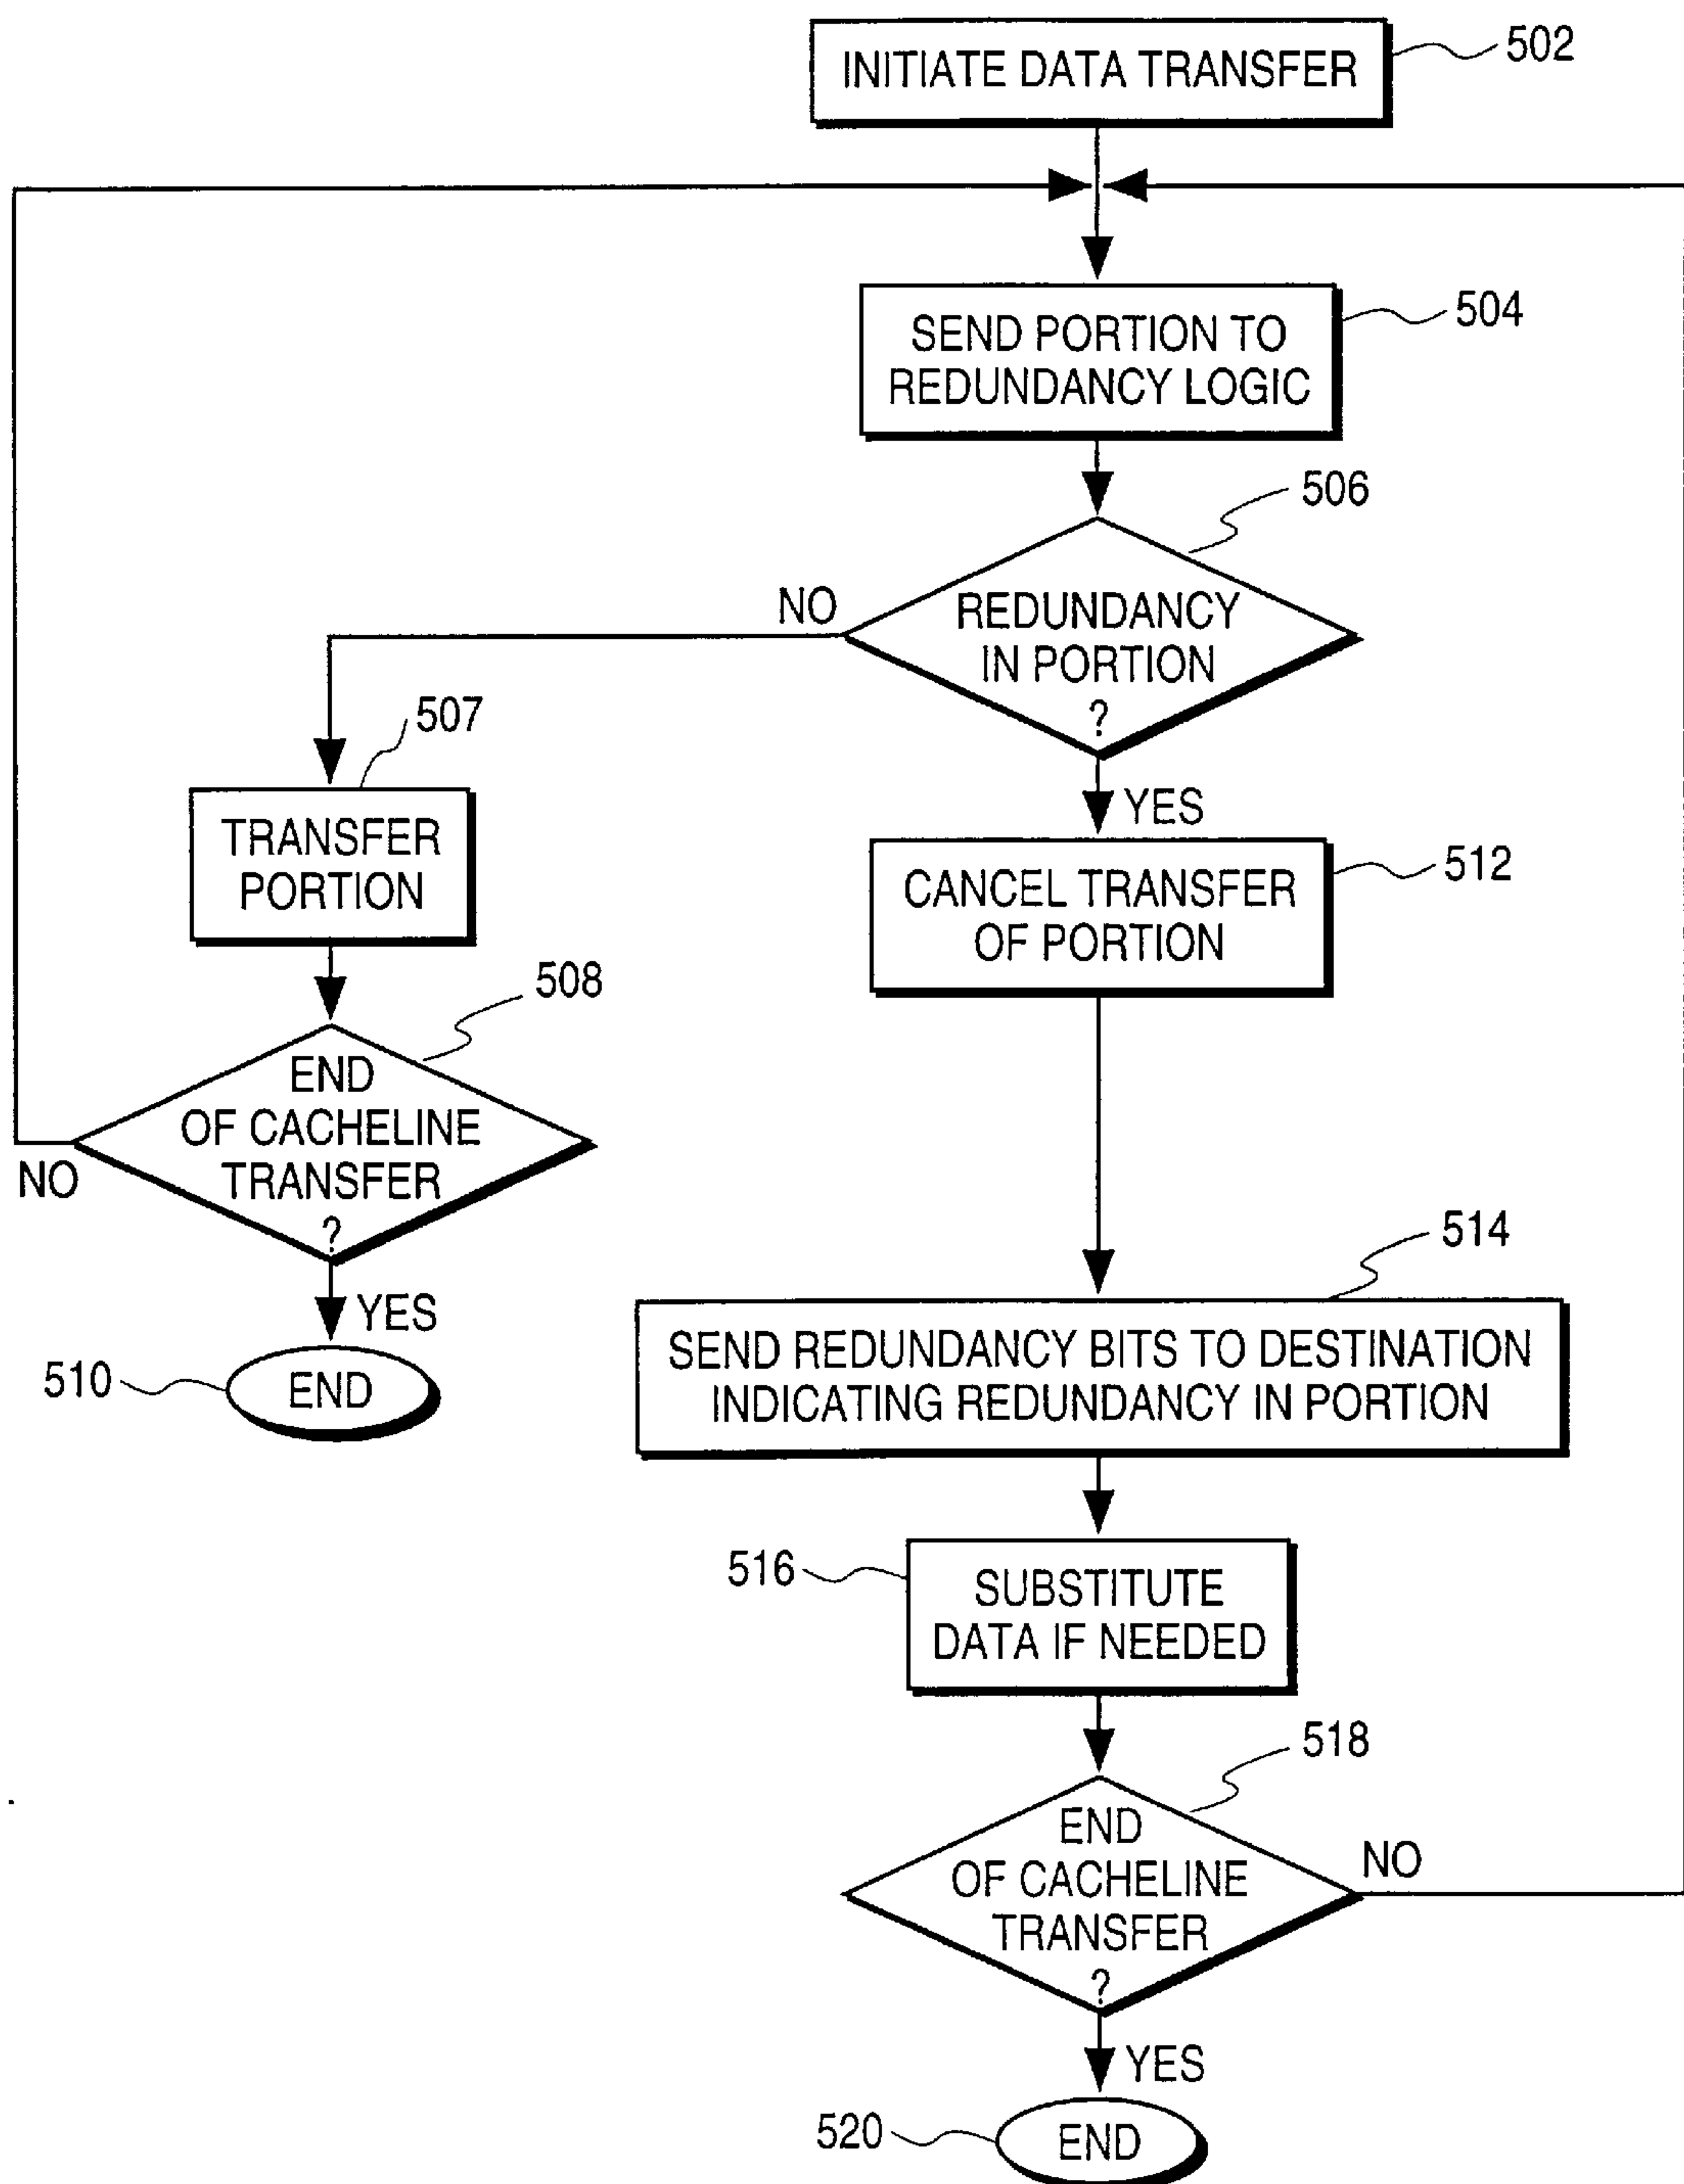 INITIATE DATA TRANSFER
502
SEND PORTION TO
REDUNDANCY LOGIC
504
506
REDUNDANCY
IN PORTION
?
NO
YES
507
TRANSFER
PORTION
512
CANCEL TRANSFER
OF PORTION
508
END
OF CACHELINE
TRANSFER
?
NO
YES
510
END
514
SEND REDUNDANCY BITS TO DESTINATION
INDICATING REDUNDANCY IN PORTION
516
SUBSTITUTE
DATA IF NEEDED
518
END
OF CACHELINE
TRANSFER
?
NO
YES
520
END